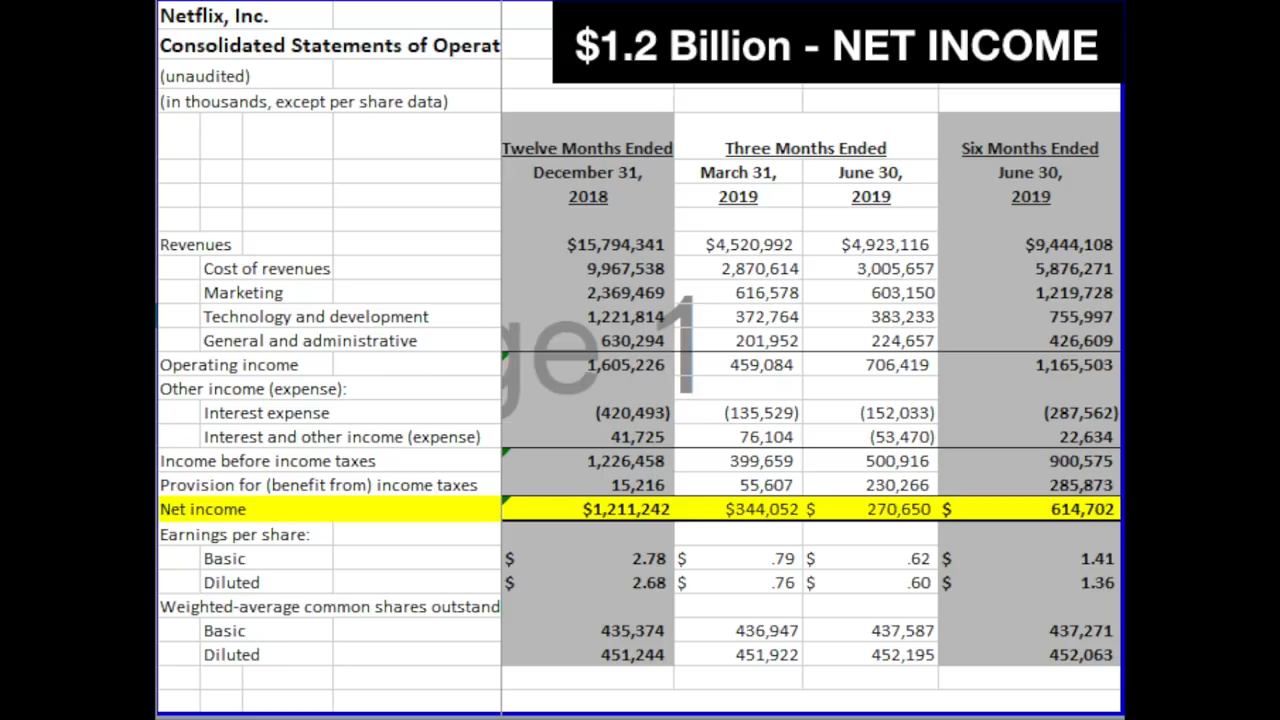 Netflix, Inc.
$1.2 Billion - NET INCOME
Consolidated Statements of Operat
(unaudited)
(in thousands, except per share data)
Twelve Months Ended Three Months Ended Six Months Ended
December 31, March 31, June 30, June 30,
2018 2019 2019 2019
Revenues $15,794,341 $4,520,992 $4,923,116 $9,444,108
Cost of revenues 9,967,538 2,870,614 3,005,657 5,876,271
Marketing 2,369,469 616,578 603,150 1,219,728
Technology and development 1,221,814 372,764 383,233 755,997
General and administrative 630,294 201,952 224,657 426,609
Operating income 1,605,226 459,084 706,419 1,165,503
Other income (expense):
Interest expense (420,493) (135,529) (152,033) (287,562)
Interest and other income (expense) 41,725 76,104 (53,470) 22,634
Income before income taxes 1,226,458 399,659 500,916 900,575
Provision for (benefit from) income taxes 15,216 55,607 230,266 285,873
Net income $1,211,242 $344,052 $ 270,650 $ 614,702
Earnings per share:
Basic $ 2.78 $ .79 $ .62 $ 1.41
Diluted $ 2.68 $ .76 $ .60 $ 1.36
Weighted-average common shares outstand
Basic 435,374 436,947 437,587 437,271
Diluted 451,244 451,922 452,195 452,063
ge 1